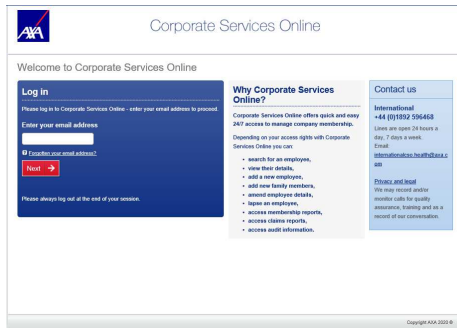 AXA
Corporate Services Online
Welcome to Corporate Services Online
Log in
Please log in to Corporate Services Online - enter your email address to proceed.
Enter your email address
Forgotten your email address?
Next
Please always log out at the end of your session.
Why Corporate Services
Online?
Corporate Services Online offers quick and easy
24/7 access to manage company membership.
Depending on your access rights with Corporate
Services Online you can:
• search for an employee,
• view their details,
• add a new employee,
• add new family members,
• amend employee details,
• lapse an employee,
• access membership reports,
• access claims reports,
• access audit information.
Contact us
International
+44 (0)1892 596468
Lines are open 24 hours a
day, 7 days a week.
Email:
internationalcso.health@axa.c
om
Privacy and legal
We may record and/or
monitor calls for quality
assurance, training and as a
record of our conversation.
Copyright AXA 2020 ©